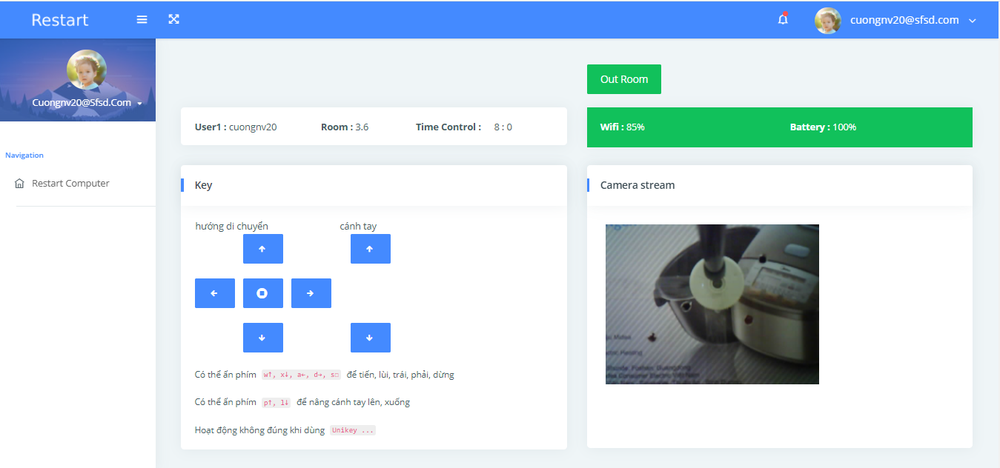 Restart
cuongnv20@sfsd.com
Cuongnv20@Sfsd.Com
Navigation
Restart Computer
Out Room
User1 : cuongnv20 Room : 3.6 Time Control : 8 : 0
Wifi : 85% Battery : 100%
Key
hướng di chuyển cánh tay
Có thể ấn phím w↑, x↓, a←, d→, s□ để tiến, lùi, trái, phải, dừng
Có thể ấn phím p↑, l↓ để nâng cánh tay lên, xuống
Hoạt động không đúng khi dùng Unikey ...
Camera stream